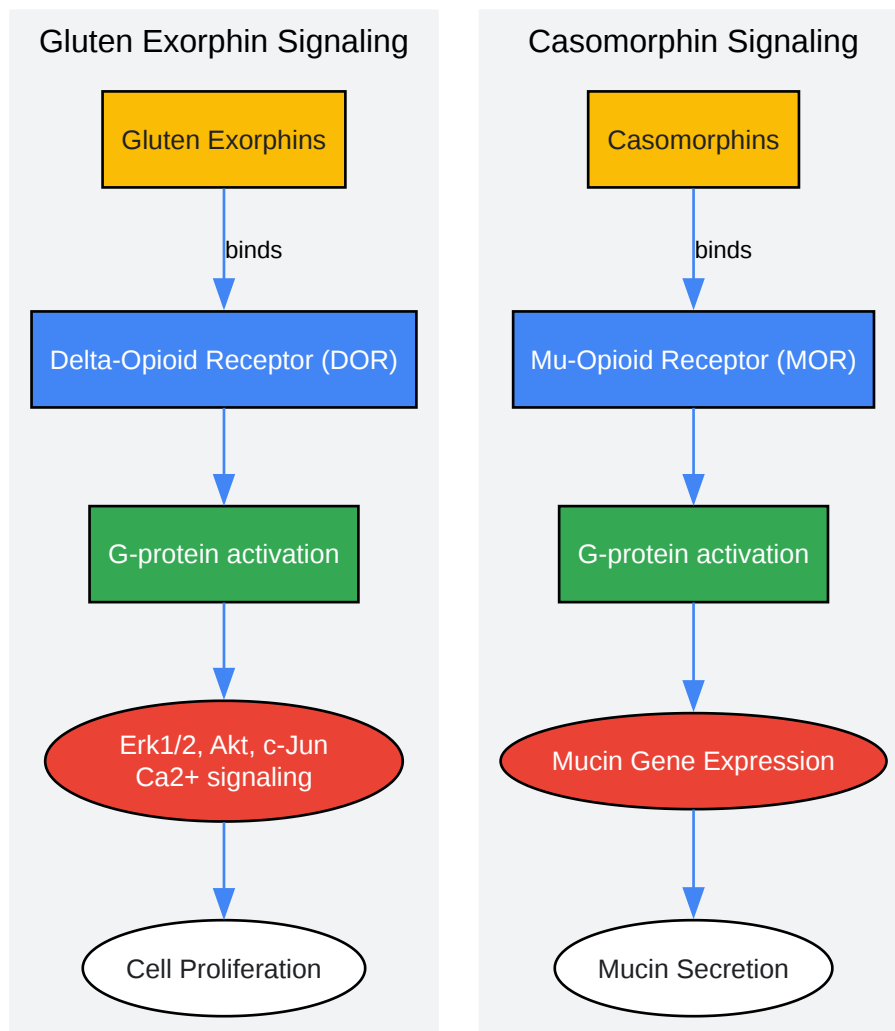 Gluten Exorphin Signaling
Gluten Exorphins
binds
Delta-Opioid Receptor (DOR)
G-protein activation
Erk1/2, Akt, c-Jun
Ca2+ signaling
Cell Proliferation
Casomorphin Signaling
Casomorphins
binds
Mu-Opioid Receptor (MOR)
G-protein activation
Mucin Gene Expression
Mucin Secretion